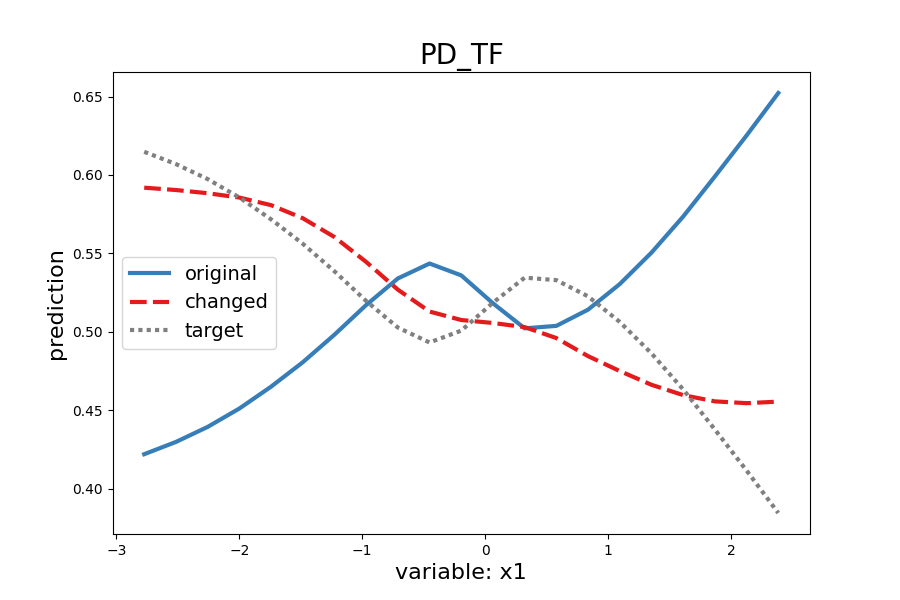 PD_TF
prediction
0.65
0.60
0.55
0.50
0.45
0.40
original
changed
target
−3
−2
−1
0
1
2
variable: x1